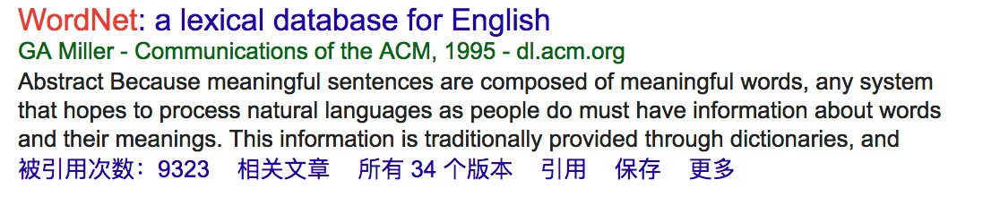 WordNet: a lexical database for English
GA Miller - Communications of the ACM, 1995 - dl.acm.org
Abstract Because meaningful sentences are composed of meaningful words, any system
that hopes to process natural languages as people do must have information about words
and their meanings. This information is traditionally provided through dictionaries, and
被引用次数：9323 相关文章 所有 34 个版本 引用 保存 更多